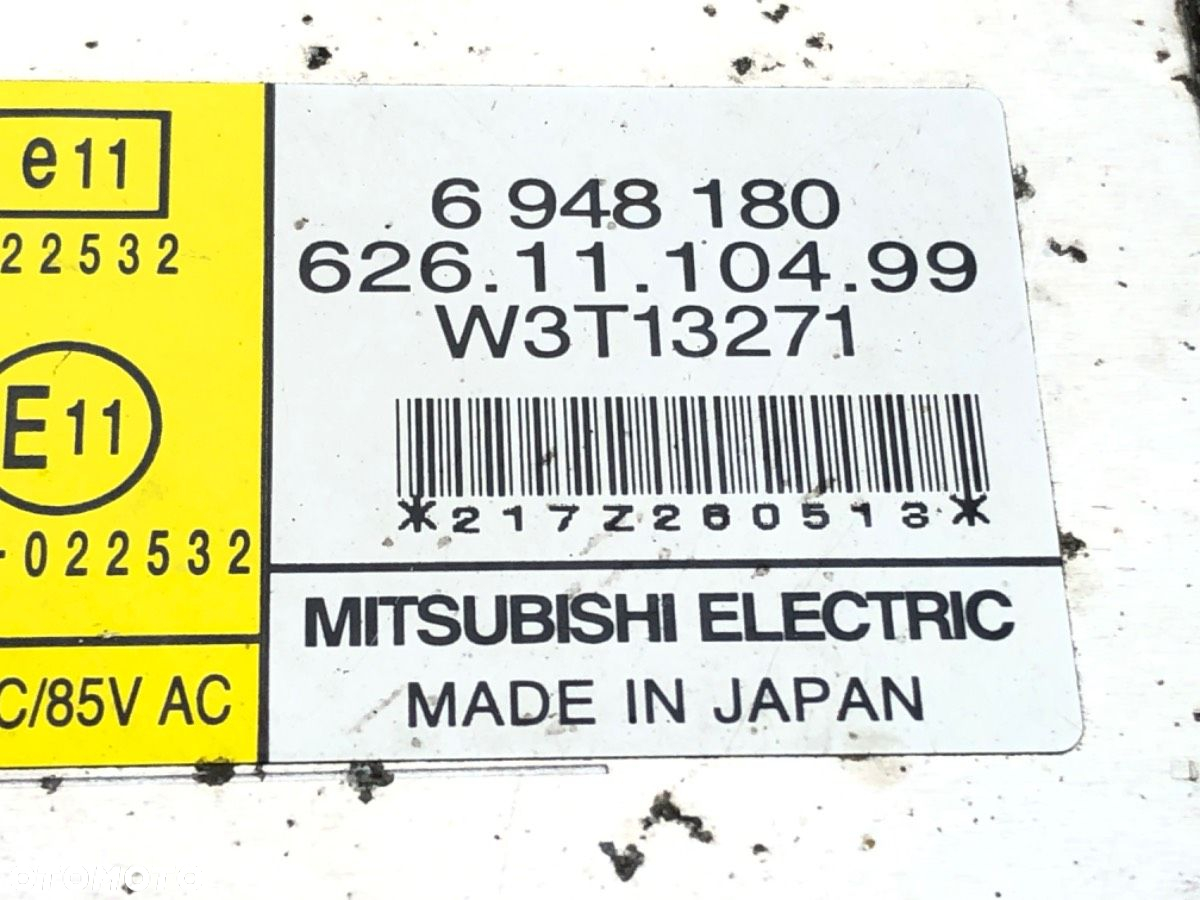 e11
22532
E11
-022532
C/85V AC
6 948 180
626.11.104.99
W3T13271
*217Z260513*
MITSUBISHI ELECTRIC
MADE IN JAPAN
OTOMOTO